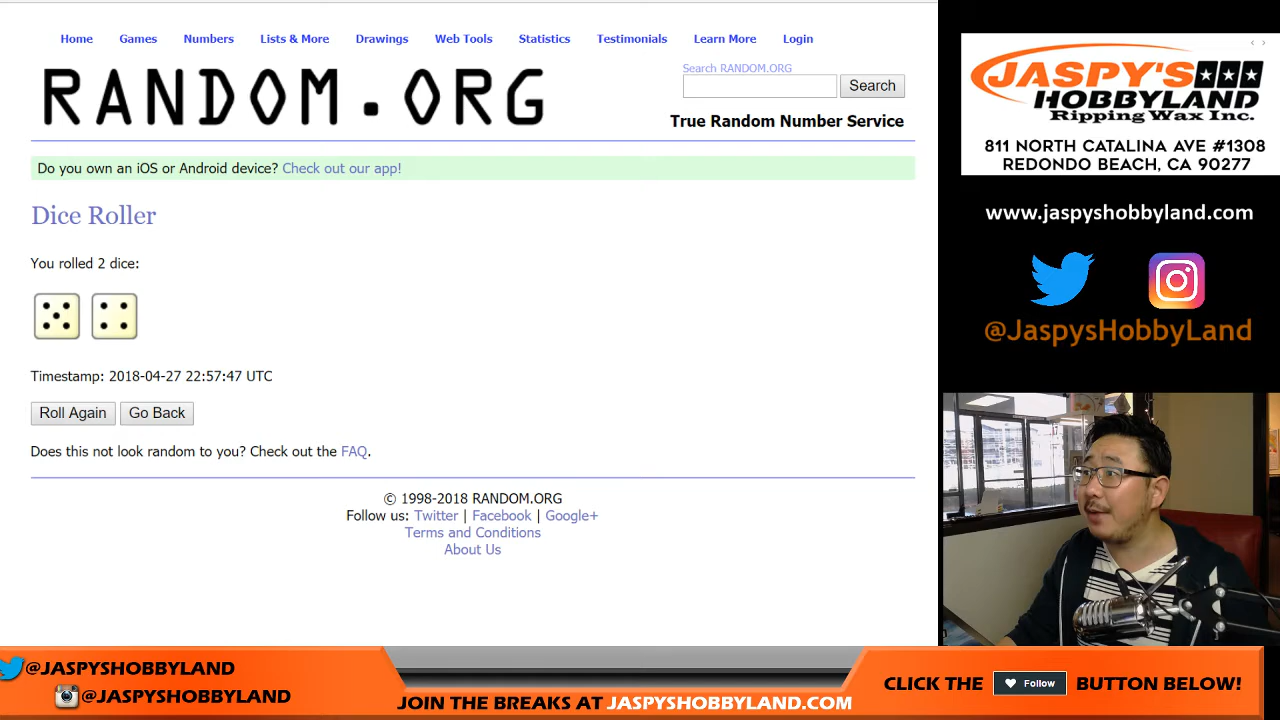 Home Games Numbers Lists & More Drawings Web Tools Statistics Testimonials Learn More Login
RANDOM.ORG
Search RANDOM.ORG
Search
True Random Number Service
Do you own an iOS or Android device? Check out our app!
Dice Roller
You rolled 2 dice:
Timestamp: 2018-04-27 22:57:47 UTC
Roll Again Go Back
Does this not look random to you? Check out the FAQ.
© 1998-2018 RANDOM.ORG
Follow us: Twitter | Facebook | Google+
Terms and Conditions
About Us
JASPY'S
HOBBYLAND
Ripping Wax Inc.
811 NORTH CATALINA AVE #1308
REDONDO BEACH, CA 90277
www.jaspyshobbyland.com
@JaspysHobbyLand
@JASPYSHOBBYLAND
@JASPYSHOBBYLAND
JOIN THE BREAKS AT JASPYSHOBBYLAND.COM
CLICK THE Follow BUTTON BELOW!